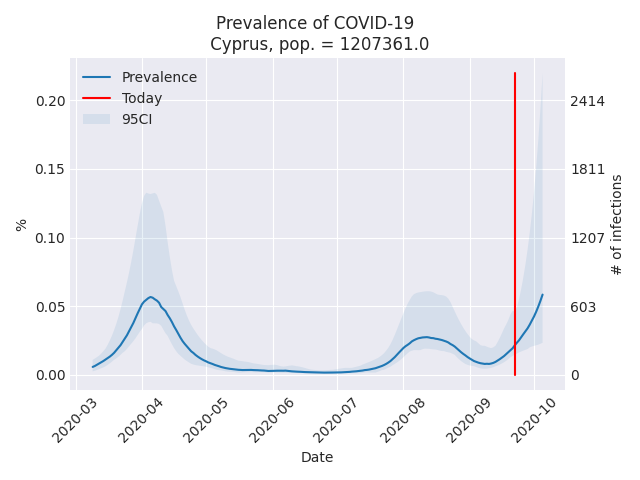 Prevalence of COVID-19
Cyprus, pop. = 1207361.0
Prevalence
Today
95CI
%
0.20
0.15
0.10
0.05
0.00
2414
1811
1207
603
0
# of infections
2020-03
2020-04
2020-05
2020-06
2020-07
2020-08
2020-09
2020-10
Date